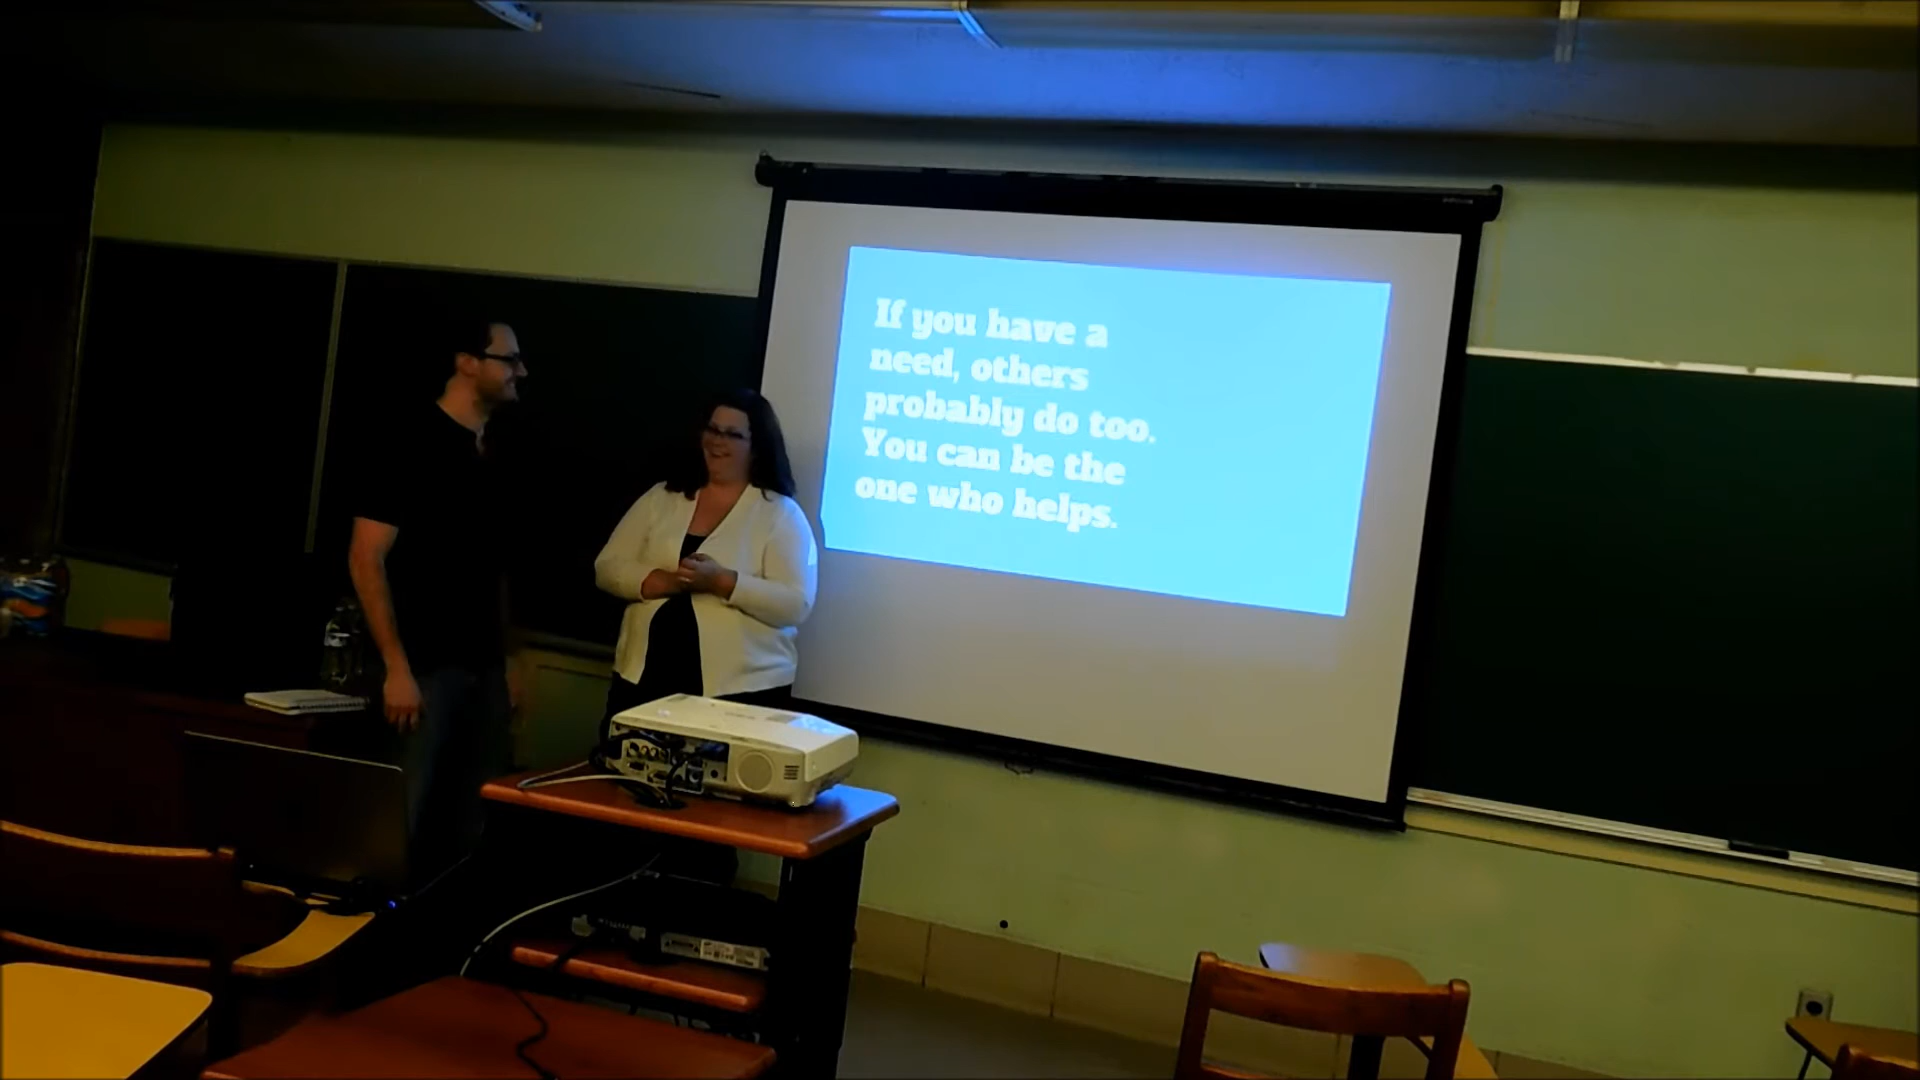 If you have a
need, others
probably do too.
You can be the
one who helps.